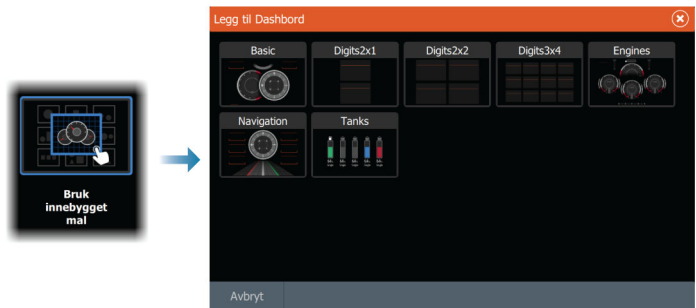 Legg til Dashbord
Basic
Digits2x1
Digits2x2
Digits3x4
Engines
Navigation
Tanks
Bruk
innebygget
mal
Avbryt